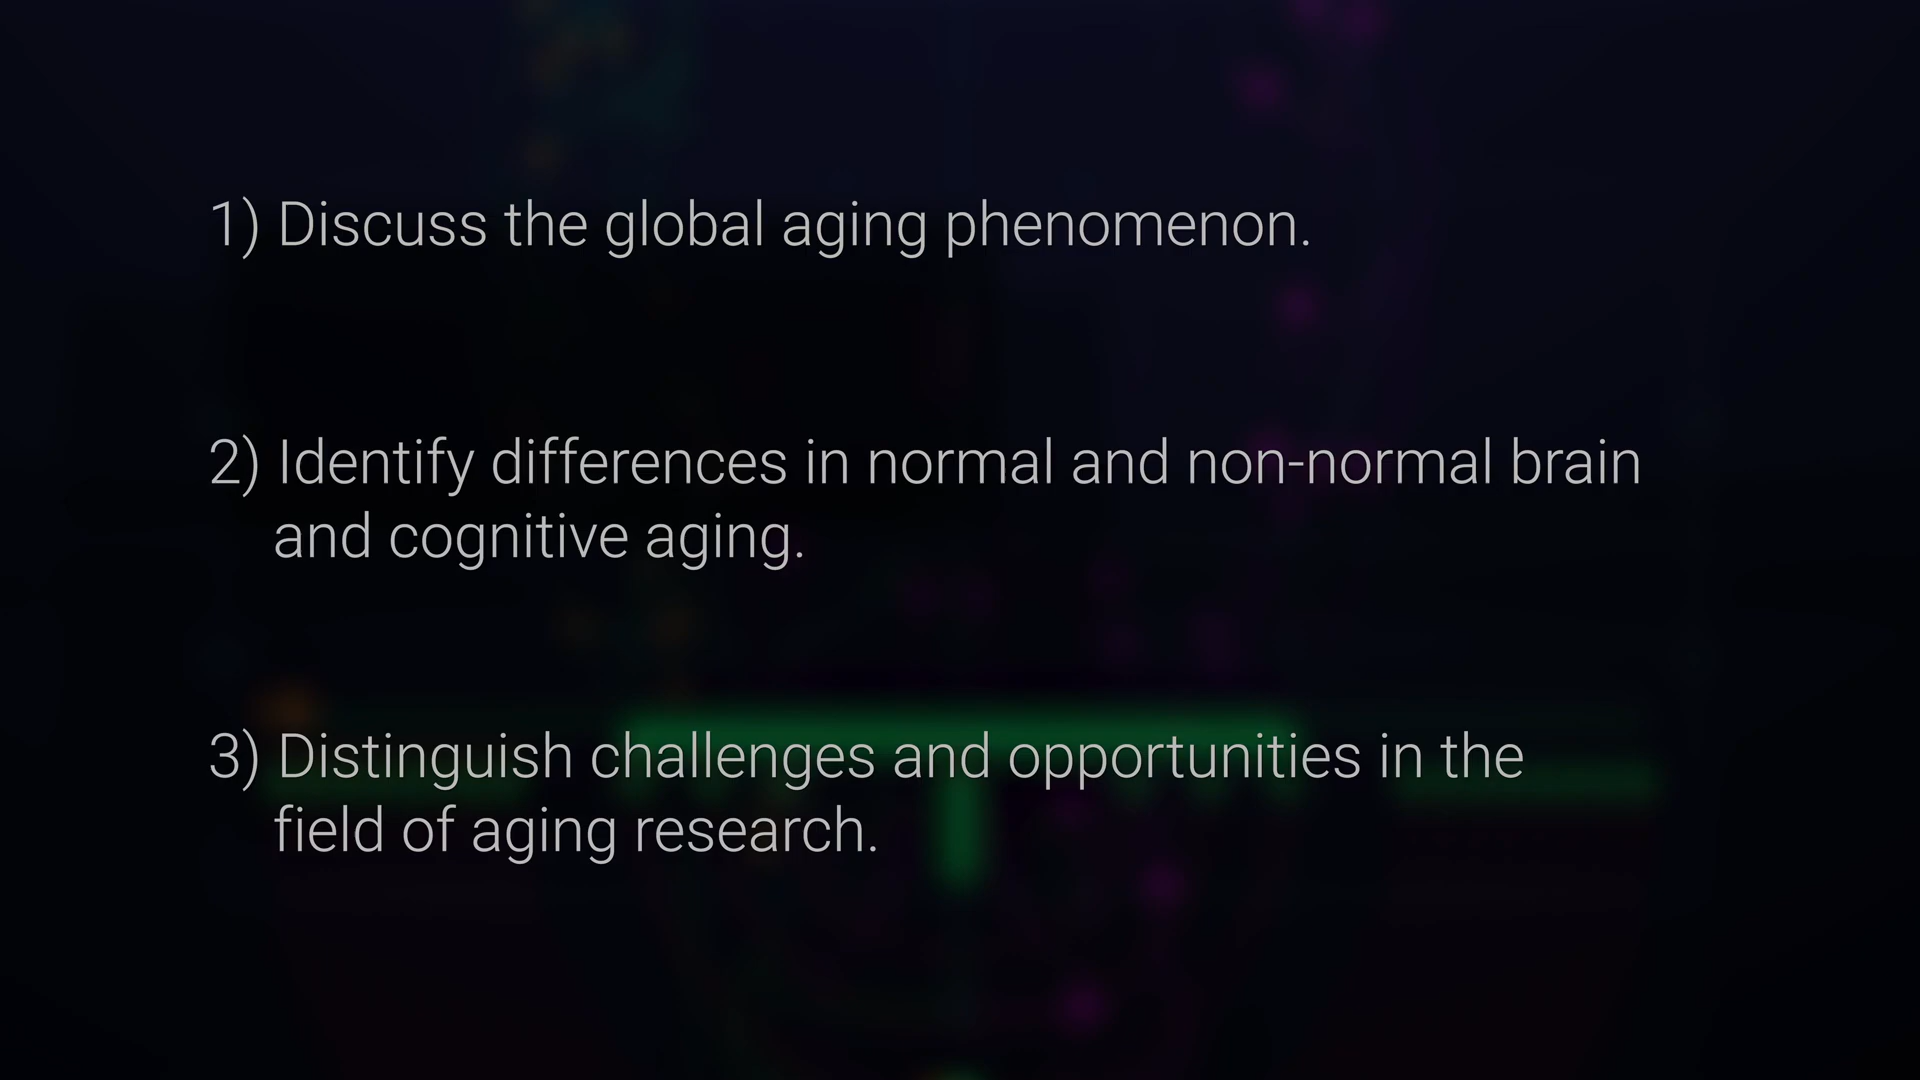 1) Discuss the global aging phenomenon.
2) Identify differences in normal and non-normal brain
and cognitive aging.
3) Distinguish challenges and opportunities in the
field of aging research.